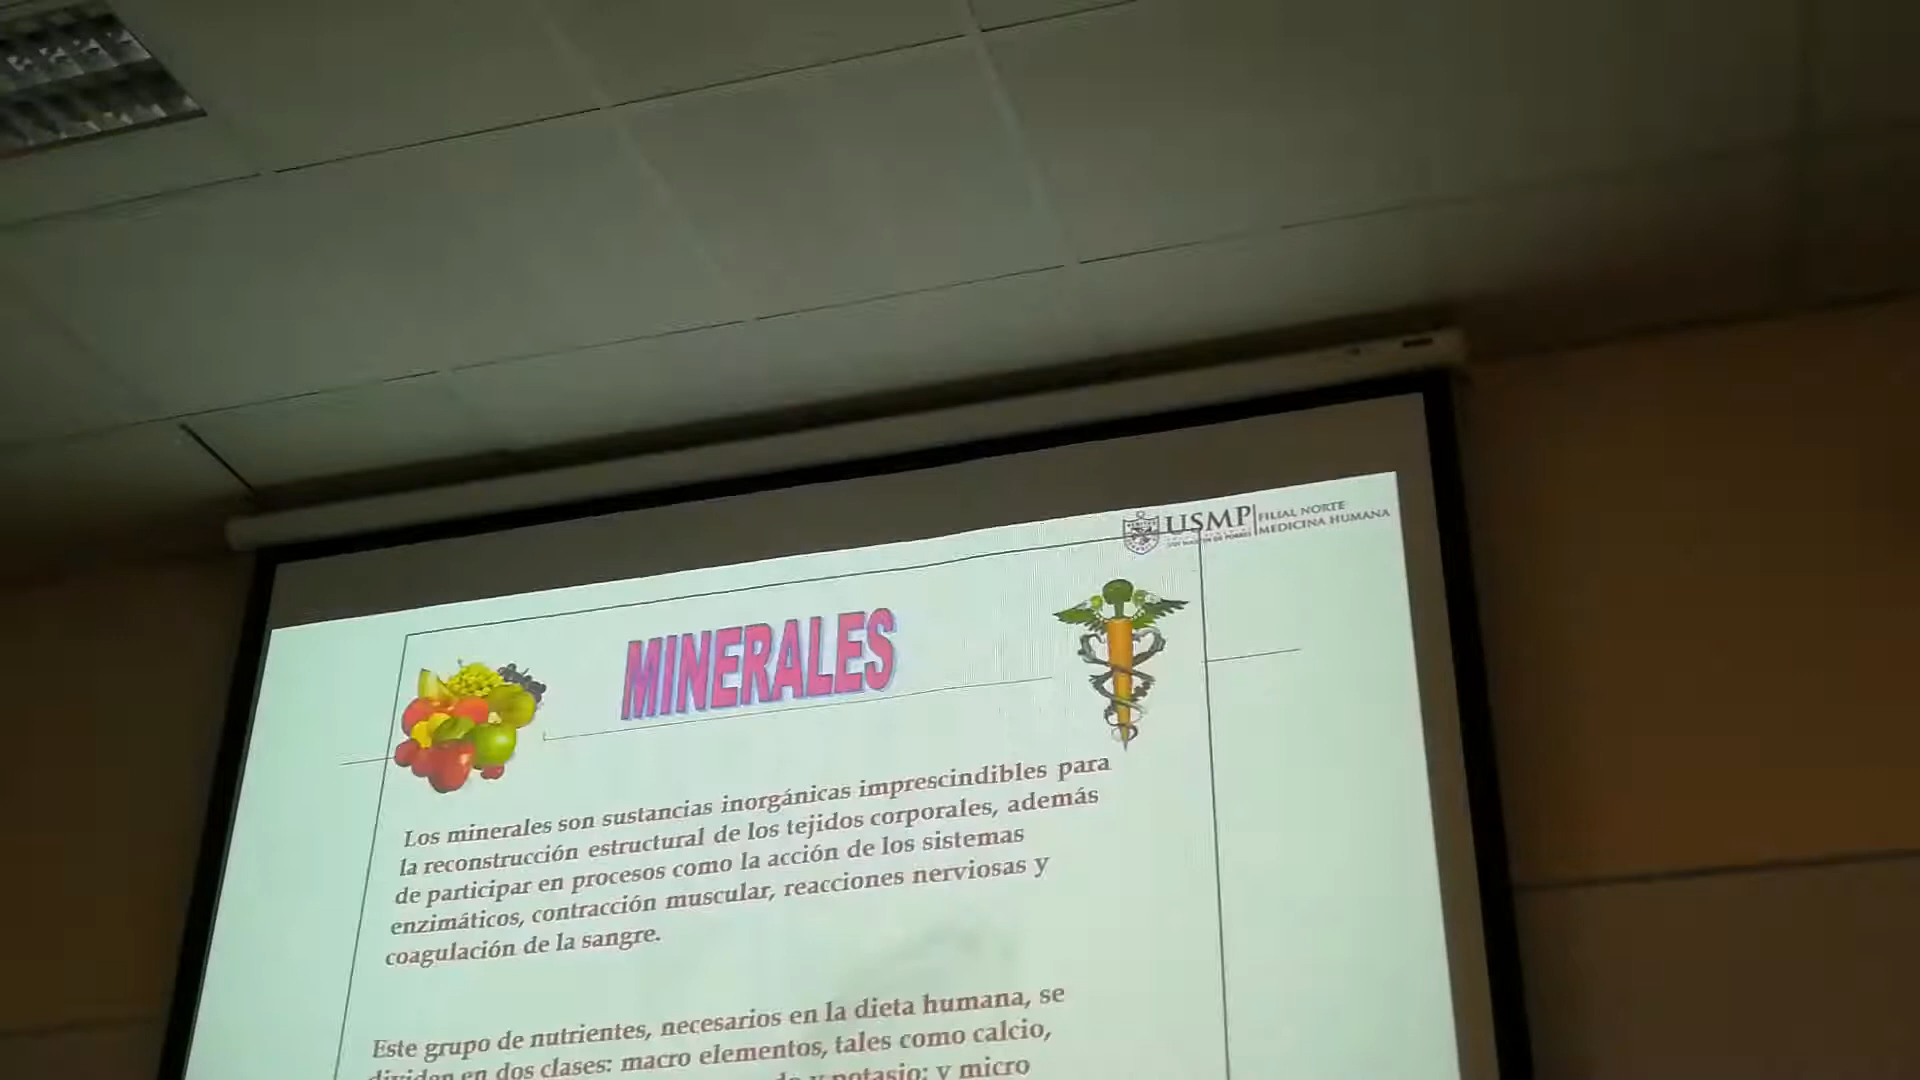 USMP
FILIAL NORTE
MEDICINA HUMANA
MINERALES
Los minerales son sustancias inorgánicas imprescindibles para
la reconstrucción estructural de los tejidos corporales, además
de participar en procesos como la acción de los sistemas
enzimáticos, contracción muscular, reacciones nerviosas y
coagulación de la sangre.
Este grupo de nutrientes, necesarios en la dieta humana, se
dividen en dos clases: macro elementos, tales como calcio,
y potasio; y micro